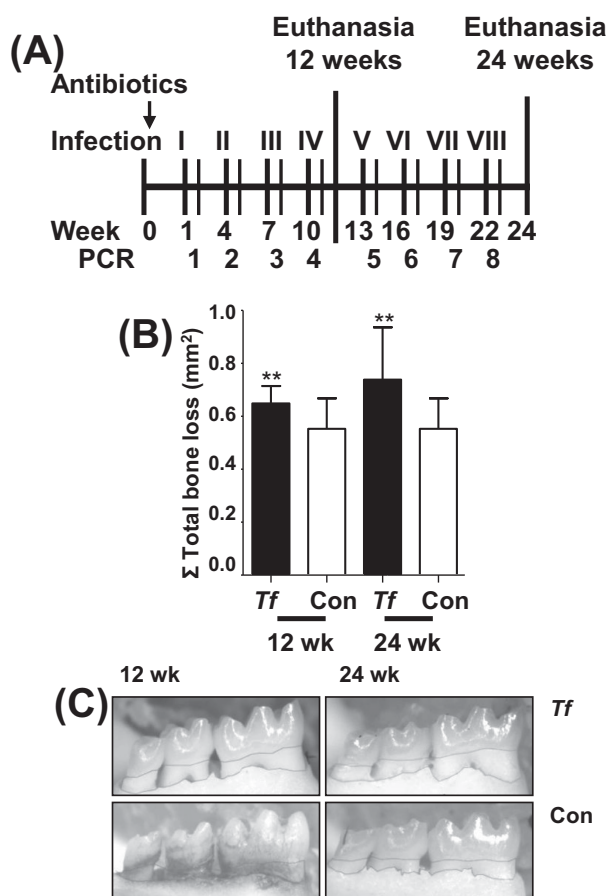 (A)
Euthanasia
12 weeks
Euthanasia
24 weeks
Antibiotics
Infection I II III IV V VI VII VIII
Week 0 1 4 7 10 13 16 19 22 24
PCR 1 2 3 4 5 6 7 8
(B)
Σ Total bone loss (mm²)
1.0
0.8
0.6
0.4
0.2
0.0
** **
Tf Con Tf Con
12 wk 24 wk
(C)
12 wk 24 wk
Tf
Con